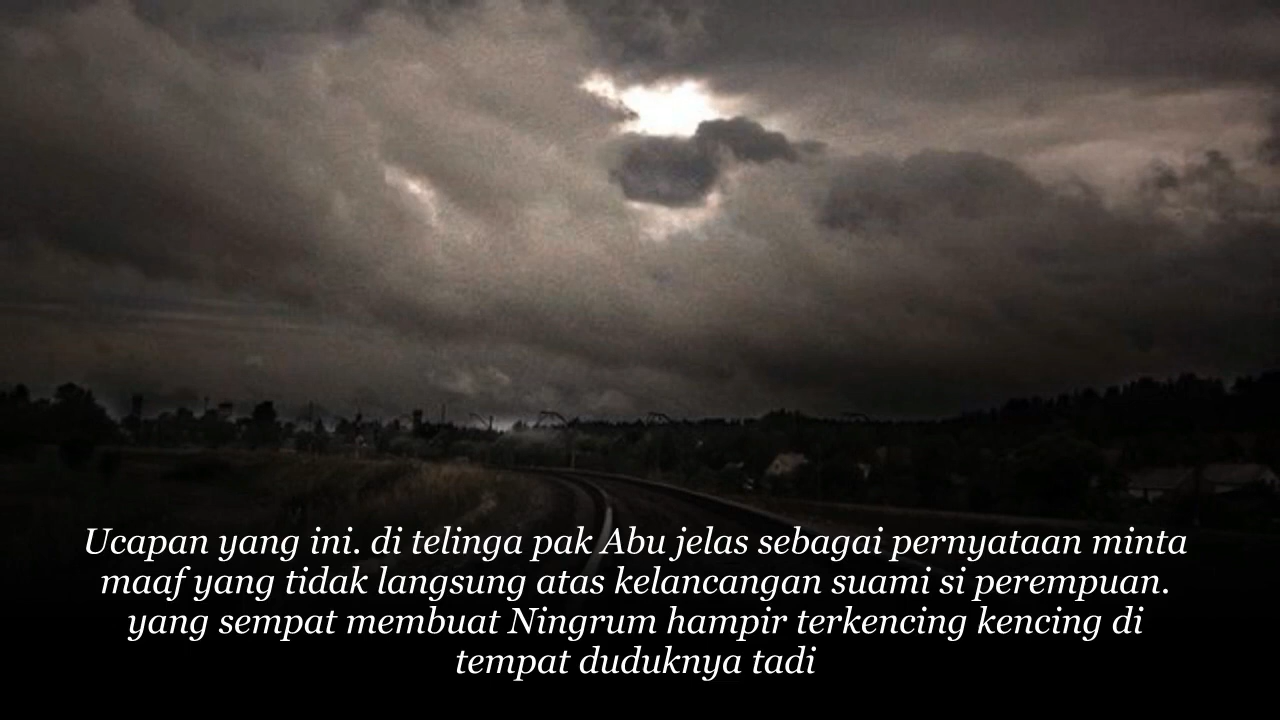 Ucapan yang ini. di telinga pak Abu jelas sebagai pernyataan minta
maaf yang tidak langsung atas kelancangan suami si perempuan.
yang sempat membuat Ningrum hampir terkencing kencing di
tempat duduknya tadi